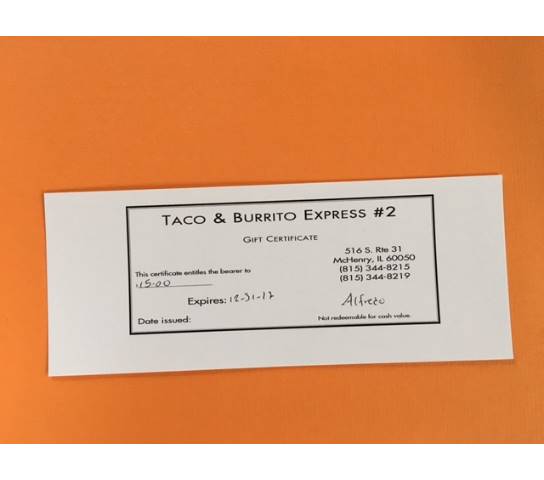 TACO & BURRITO EXPRESS #2
GIFT CERTIFICATE
516 S. Rte 31
McHenry, IL 60050
(815) 344-8215
(815) 344-8219
This certificate entitles the bearer to
15.00
Expires: 12-31-17
Alfredo
Date issued:
Not redeemable for cash value.